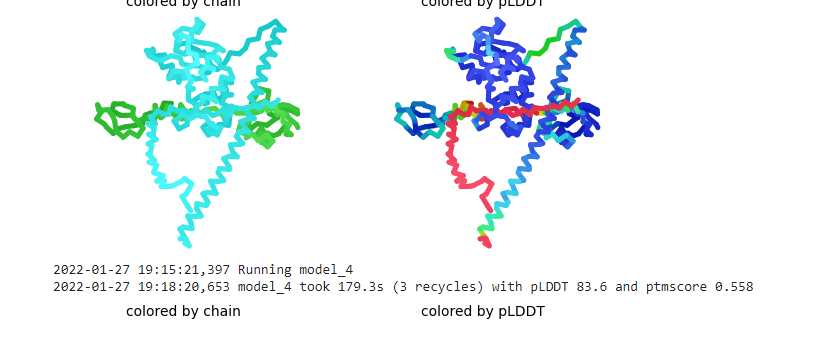 colored by chain colored by pLDDT
2022-01-27 19:15:21,397 Running model_4
2022-01-27 19:18:20,653 model_4 took 179.3s (3 recycles) with pLDDT 83.6 and ptmscore 0.558
colored by chain colored by pLDDT